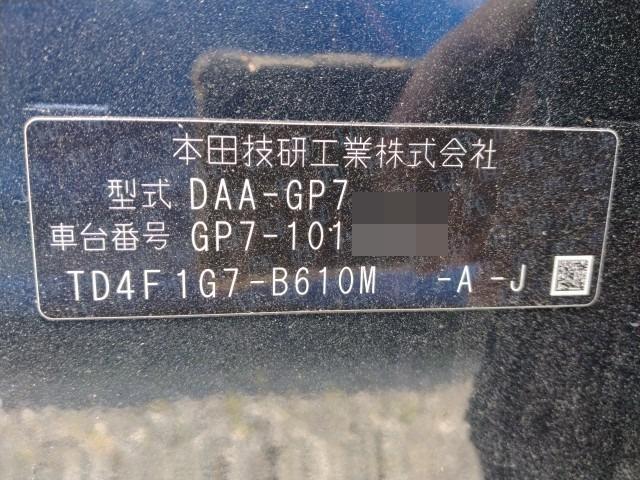 本田技研工業株式会社
型式 DAA-GP7
車台番号 GP7-101
TD4F1G7-B610M -A-J